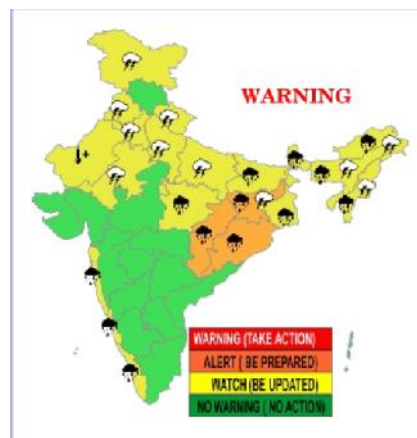 WARNING
WARNING (TAKE ACTION)
ALERT ( BE PREPARED)
WATCH (BE UPDATED)
NO WARNING ( NO ACTION)